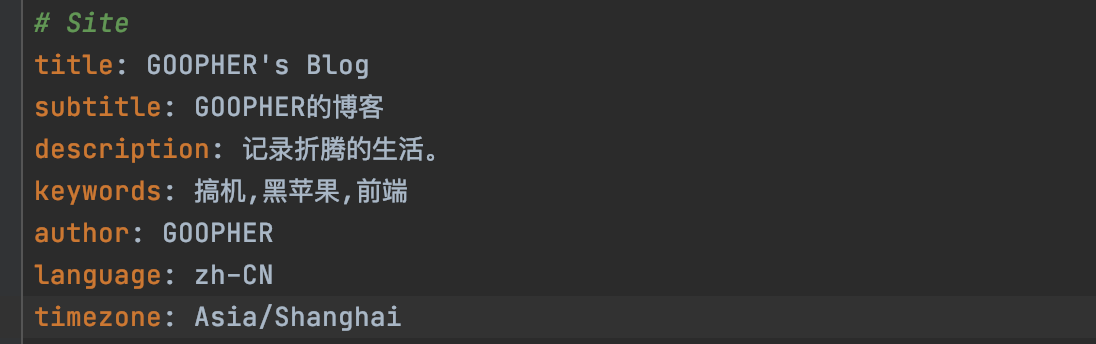 # Site
title: GOOPHER's Blog
subtitle: GOOPHER的博客
description: 记录折腾的生活。
keywords: 搞机,黑苹果,前端
author: GOOPHER
language: zh-CN
timezone: Asia/Shanghai